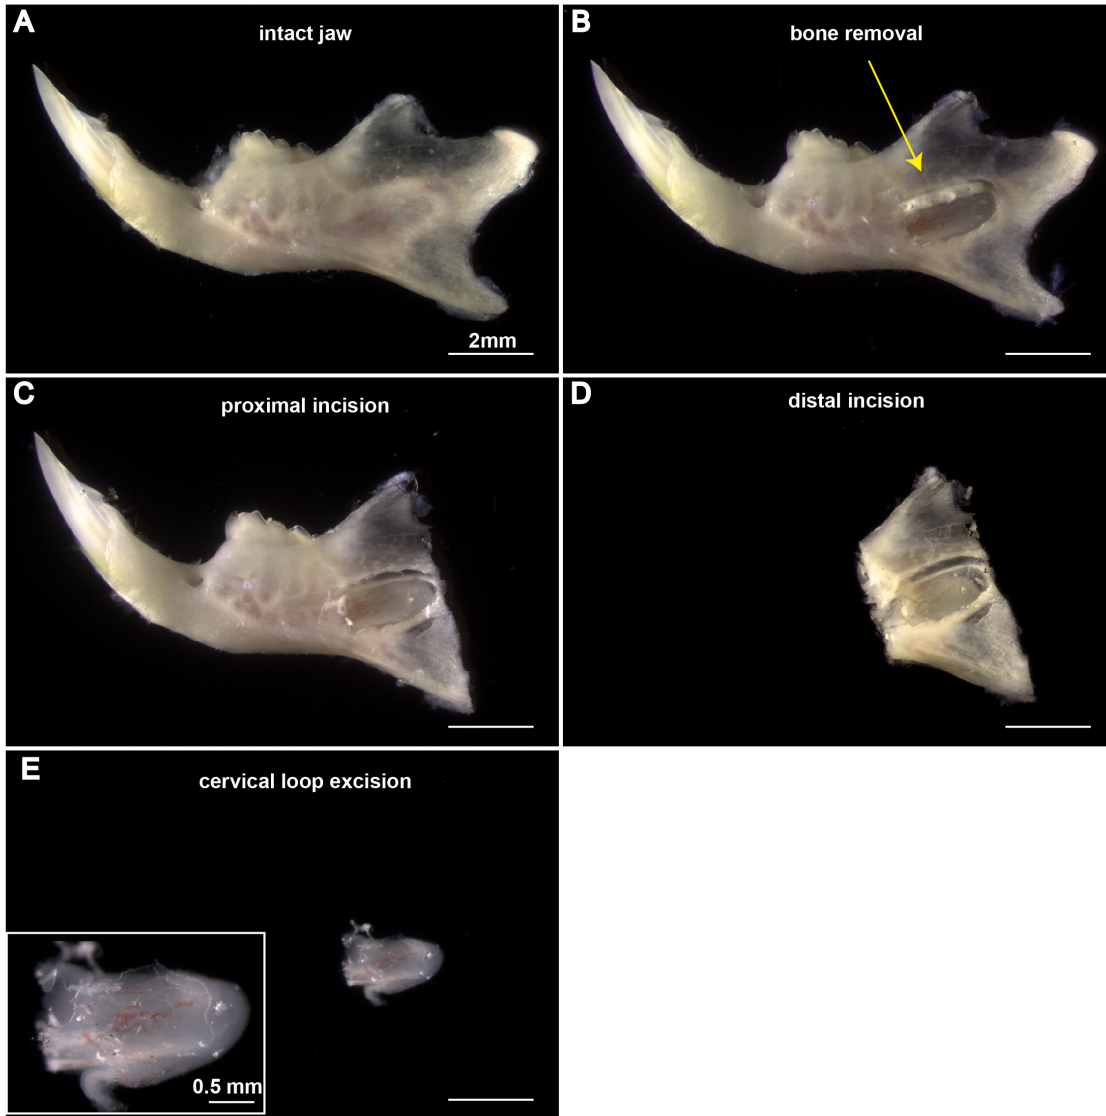 A
intact jaw
2mm
B
bone removal
C
proximal incision
D
distal incision
E
cervical loop excision
0.5 mm